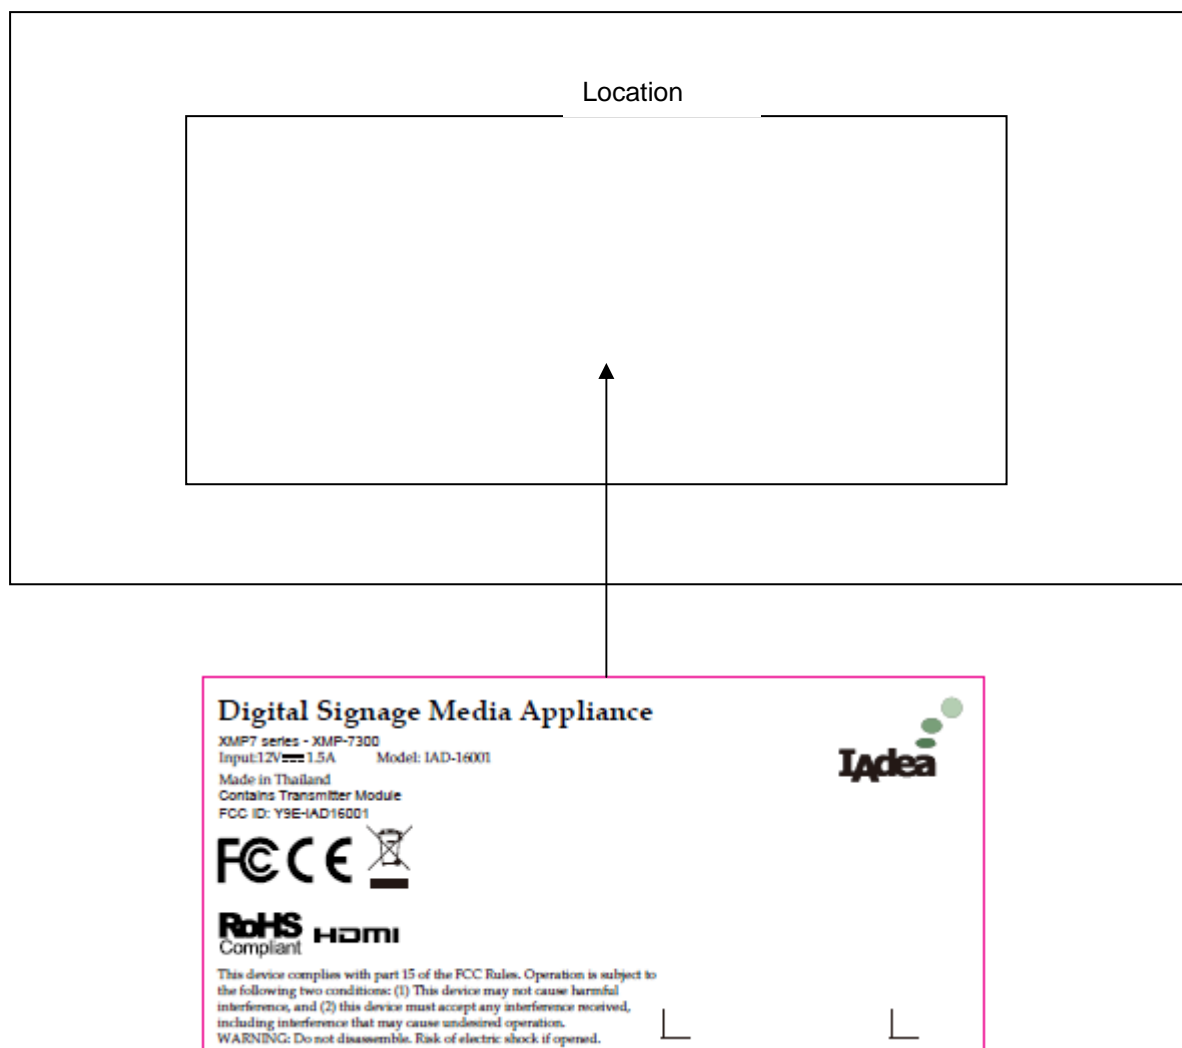 Location
Digital Signage Media Appliance
XMP7 series - XMP-7300
Input:12V⎓1.5A Model: IAD-16001
Made in Thailand
Contains Transmitter Module
FCC ID: Y9E-IAD16001
IAdea
FC CE
RoHS
Compliant
HDMI
This device complies with part 15 of the FCC Rules. Operation is subject to
the following two conditions: (1) This device may not cause harmful
interference, and (2) this device must accept any interference received,
including interference that may cause undesired operation.
WARNING: Do not disassemble. Risk of electric shock if opened.